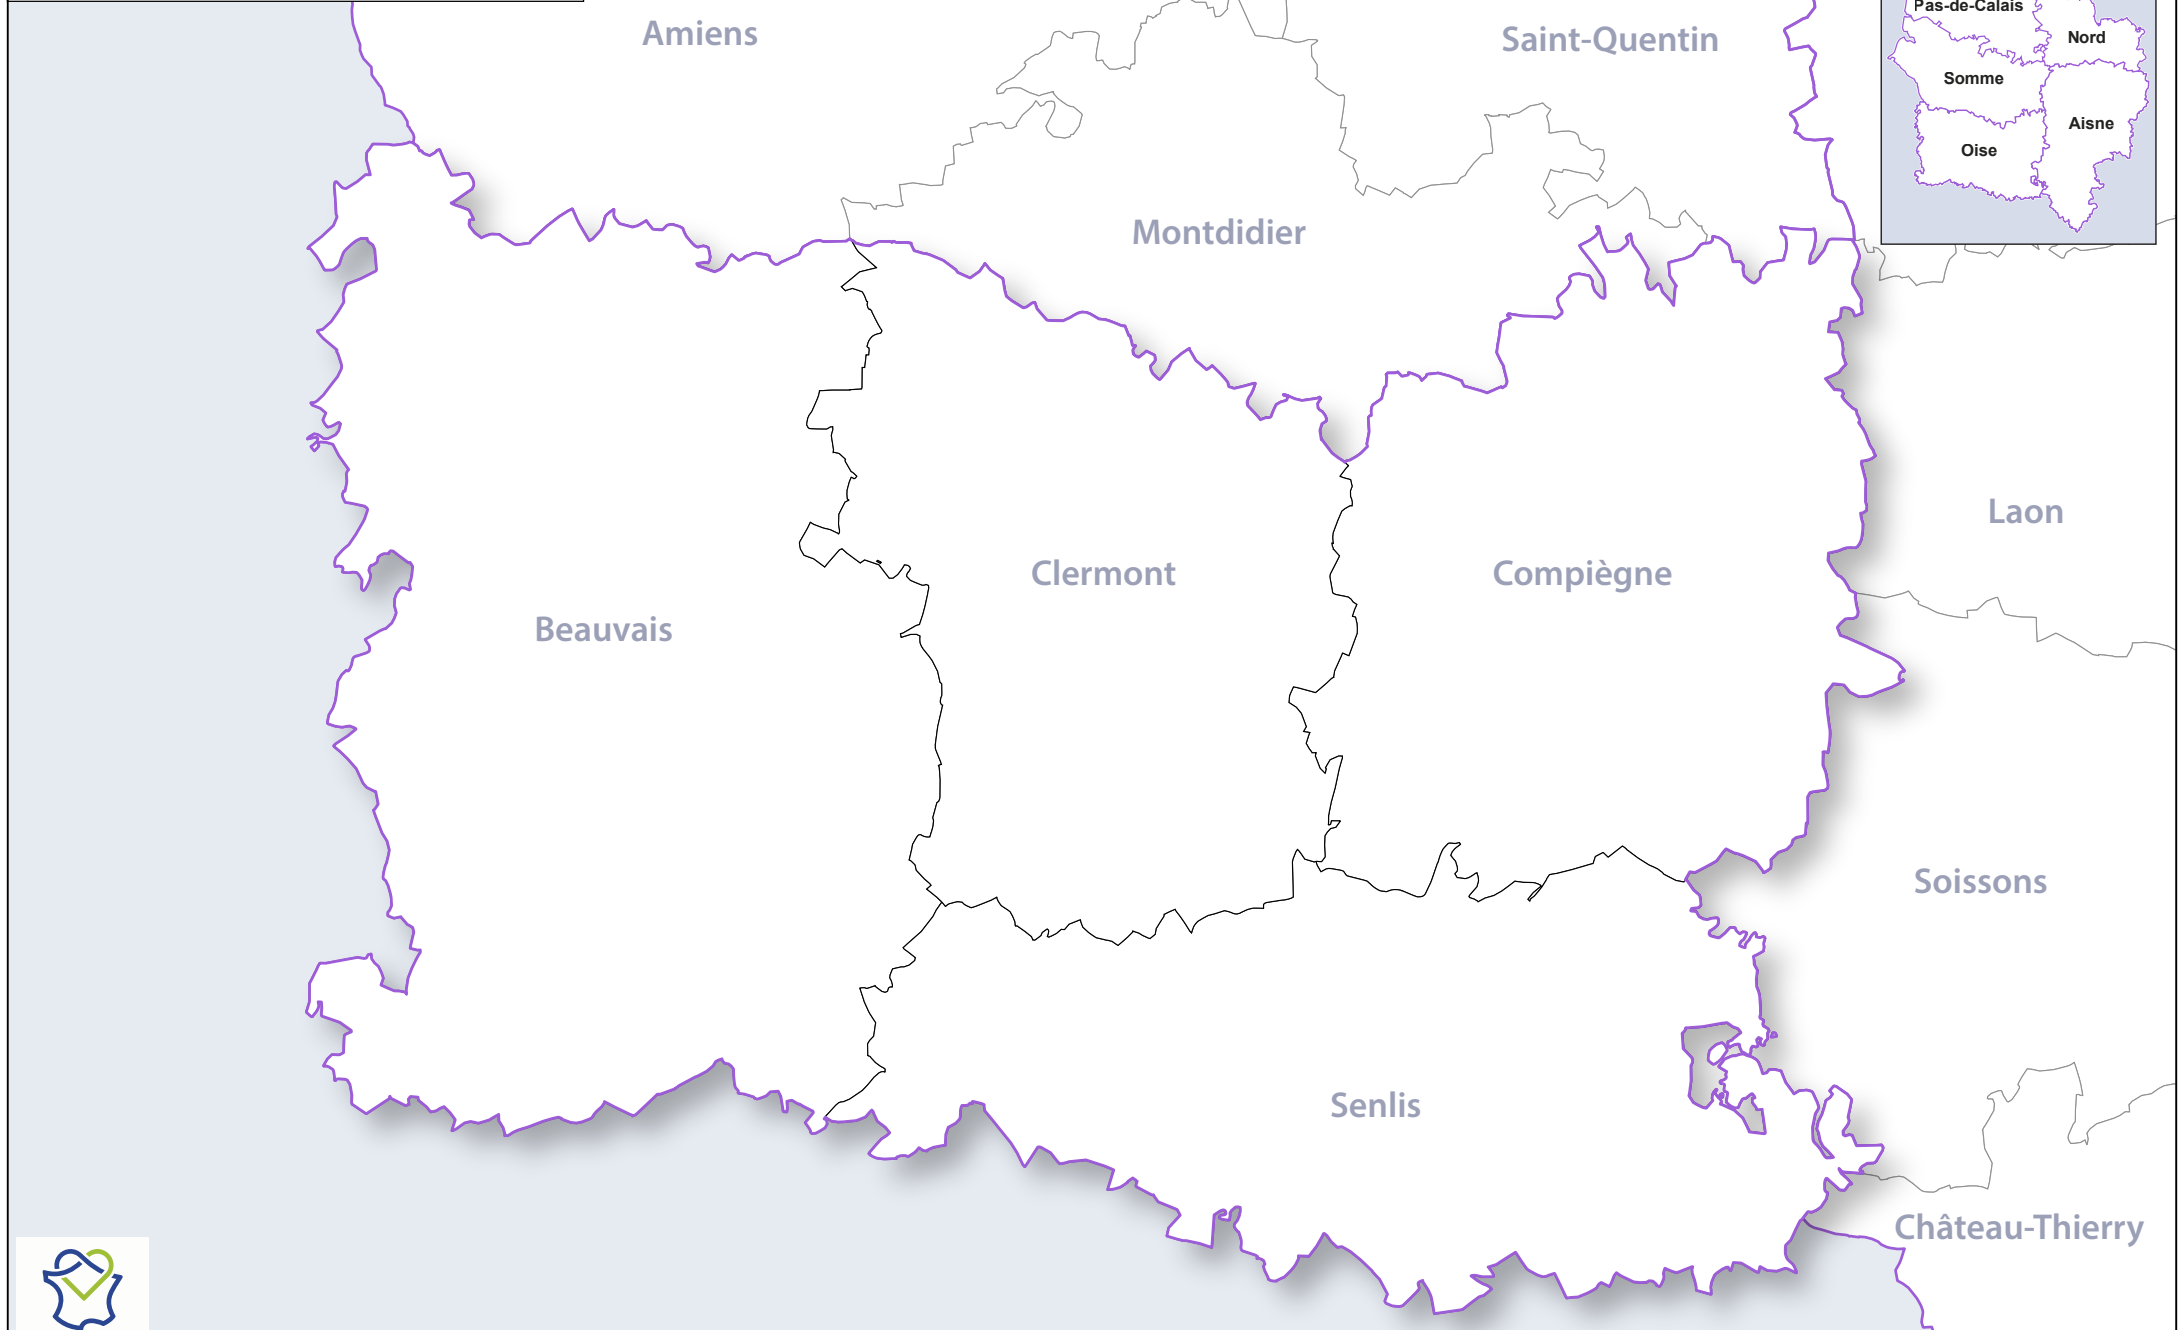 Pas-de-Calais
Nord
Somme
Aisne
Oise
Amiens
Saint-Quentin
Montdidier
Laon
Clermont
Compiègne
Beauvais
Soissons
Senlis
Château-Thierry